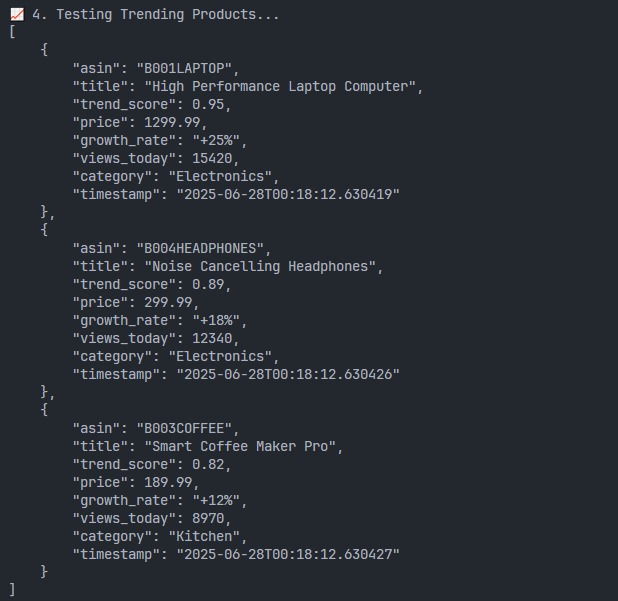 📈 4. Testing Trending Products...
[
    {
        "asin": "B001LAPTOP",
        "title": "High Performance Laptop Computer",
        "trend_score": 0.95,
        "price": 1299.99,
        "growth_rate": "+25%",
        "views_today": 15420,
        "category": "Electronics",
        "timestamp": "2025-06-28T00:18:12.630419"
    },
    {
        "asin": "B004HEADPHONES",
        "title": "Noise Cancelling Headphones",
        "trend_score": 0.89,
        "price": 299.99,
        "growth_rate": "+18%",
        "views_today": 12340,
        "category": "Electronics",
        "timestamp": "2025-06-28T00:18:12.630426"
    },
    {
        "asin": "B003COFFEE",
        "title": "Smart Coffee Maker Pro",
        "trend_score": 0.82,
        "price": 189.99,
        "growth_rate": "+12%",
        "views_today": 8970,
        "category": "Kitchen",
        "timestamp": "2025-06-28T00:18:12.630427"
    }
]